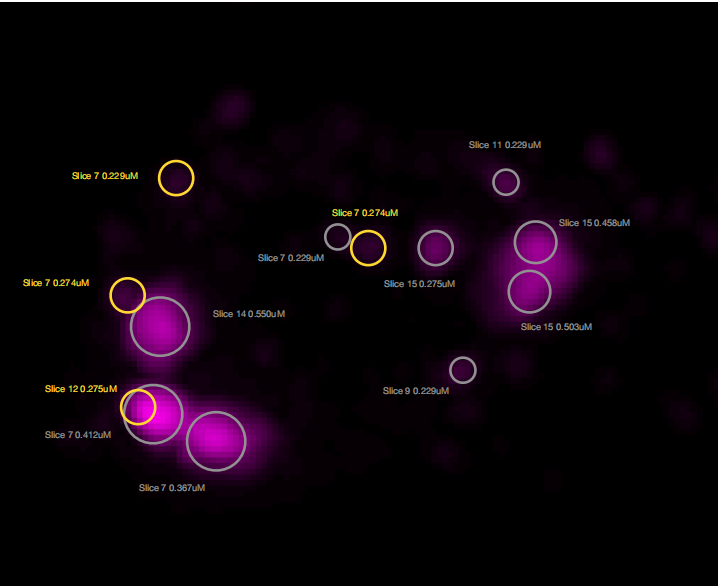 Slice 11 0.229uM
Slice 7 0.229uM
Slice 7 0.274uM
Slice 15 0.458uM
Slice 7 0.229uM
Slice 7 0.274uM
Slice 15 0.275uM
Slice 14 0.550uM
Slice 15 0.503uM
Slice 12 0.275uM
Slice 9 0.229uM
Slice 7 0.412uM
Slice 7 0.367uM